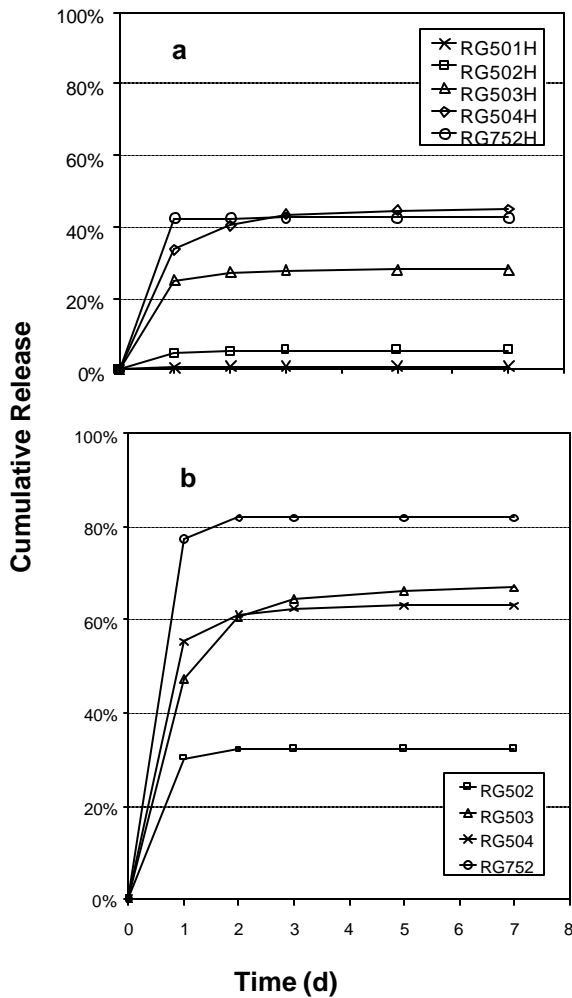 Cumulative Release
a
100%
80%
60%
40%
20%
0%
RG501H
RG502H
RG503H
RG504H
RG752H
b
100%
80%
60%
40%
20%
0%
RG502
RG503
RG504
RG752
0 1 2 3 4 5 6 7 8
Time (d)